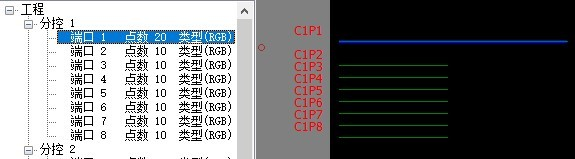 工程
分控 1
端口 1 点数 20 类型(RGB)
端口 2 点数 10 类型(RGB)
端口 3 点数 10 类型(RGB)
端口 4 点数 10 类型(RGB)
端口 5 点数 10 类型(RGB)
端口 6 点数 10 类型(RGB)
端口 7 点数 10 类型(RGB)
端口 8 点数 10 类型(RGB)
分控 2
C1P1
C1P2
C1P3
C1P4
C1P5
C1P6
C1P7
C1P8